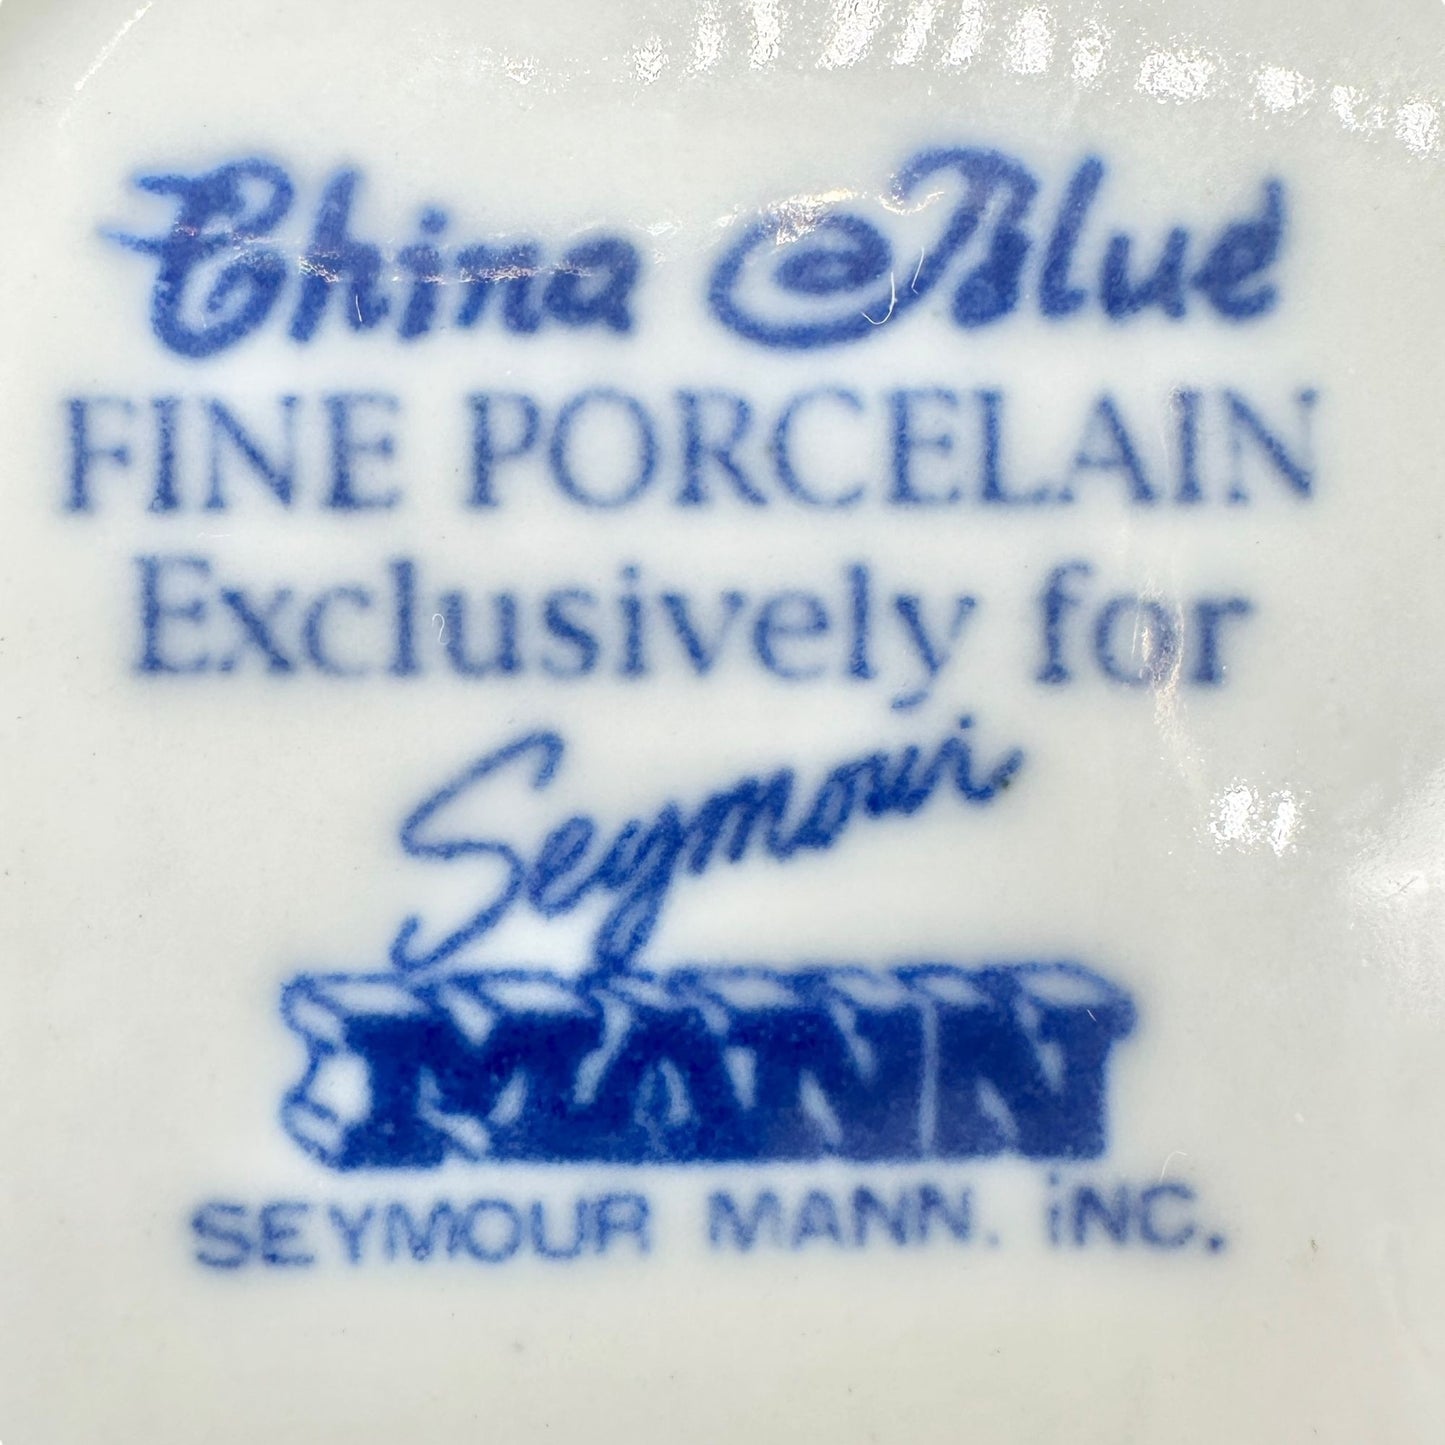 China Blue
FINE PORCELAIN
Exclusively for
Seymour
MANN
SEYMOUR MANN. iNC.